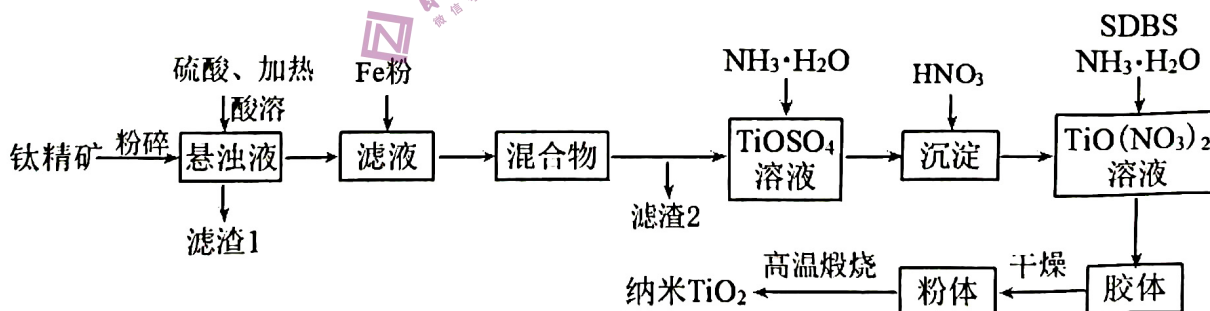 硫酸、加热
酸溶
Fe粉
NH₃·H₂O
HNO₃
SDBS
NH₃·H₂O
钛精矿
粉碎
悬浊液
滤液
混合物
TiOSO₄
溶液
沉淀
TiO(NO₃)₂
溶液
滤渣1
滤渣2
纳米TiO₂
高温煅烧
粉体
干燥
胶体
微信